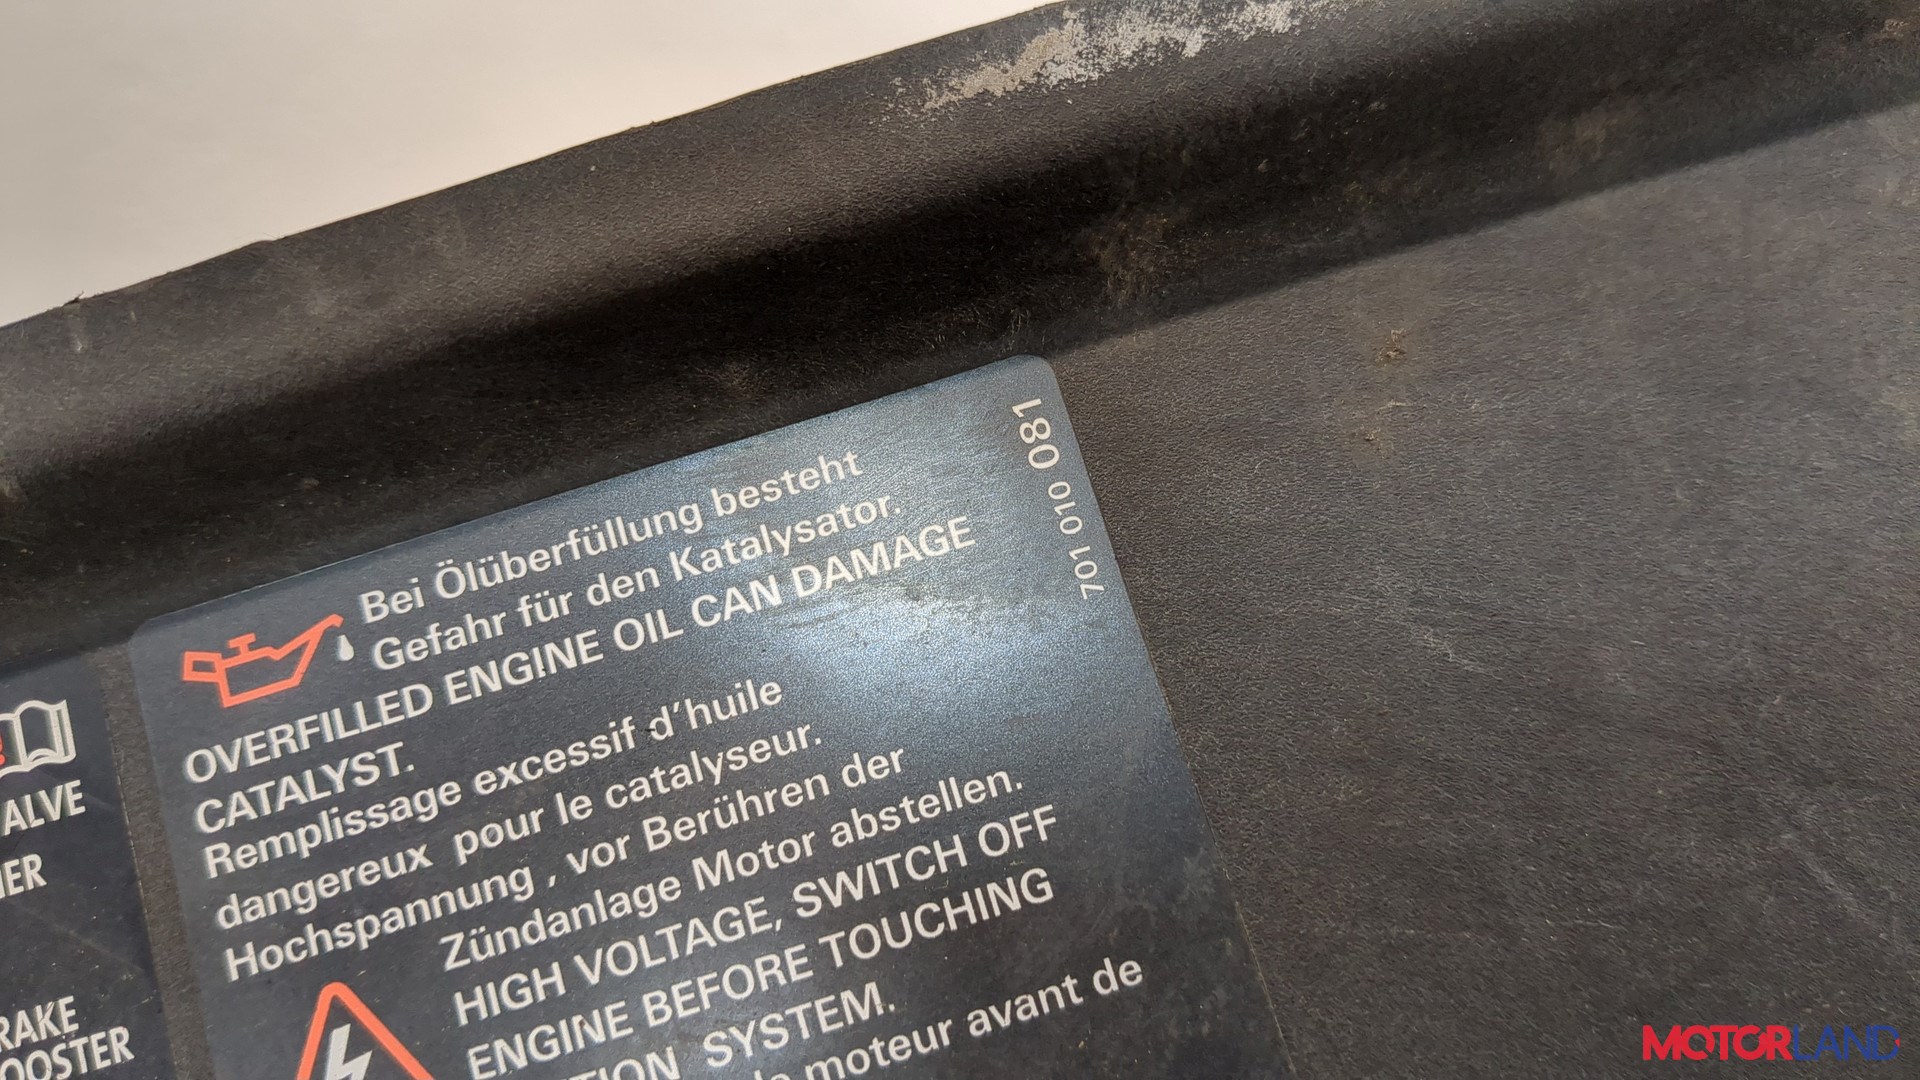 Bei Ölüberfüllung besteht
Gefahr für den Katalysator.
OVERFILLED ENGINE OIL CAN DAMAGE
CATALYST.
Remplissage excessif d'huile
dangereux pour le catalyseur.
Hochspannung , vor Berühren der
Zündanlage Motor abstellen.
HIGH VOLTAGE, SWITCH OFF
ENGINE BEFORE TOUCHING
SYSTEM.
moteur avant de
701 010 081
RAKE
OOSTER
MOTORLAND